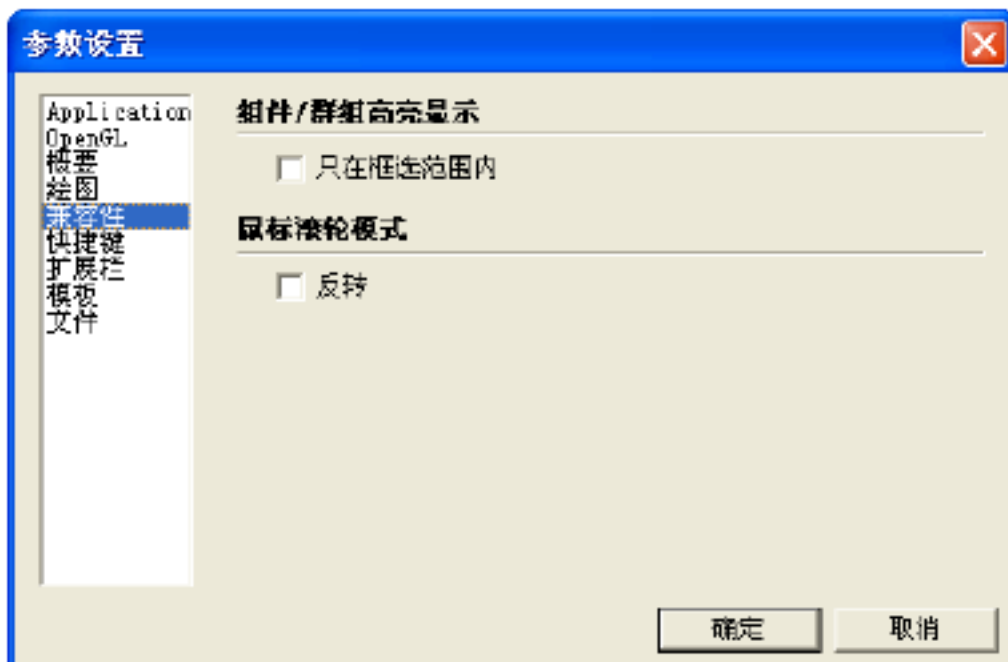 参数设置
Application
OpenGL
概要
绘图
兼容性
快捷键
扩展栏
模板
文件
组件/群组高亮显示
只在框选范围内
鼠标滚轮模式
反转
确定
取消